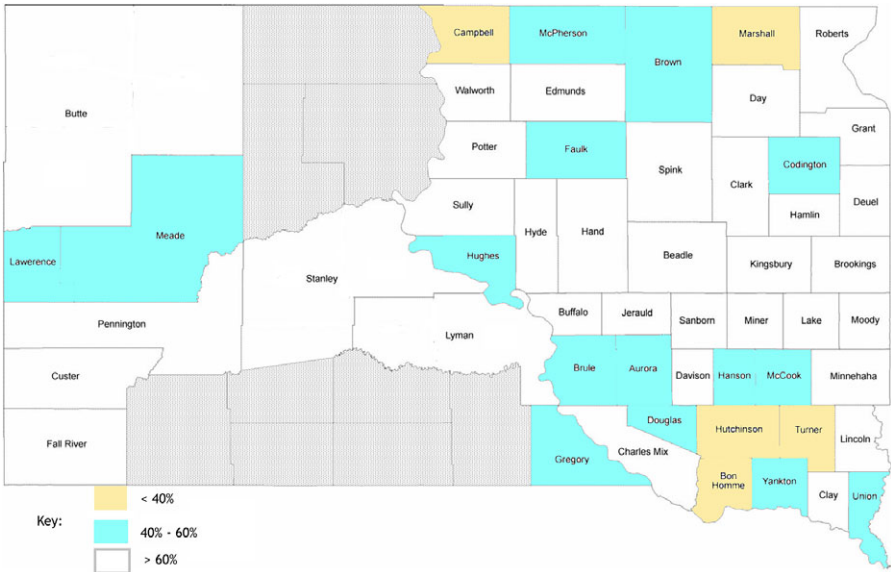 Campbell
McPherson
Brown
Marshall
Roberts
Butte
Walworth
Edmunds
Day
Grant
Potter
Faulk
Spink
Clark
Codington
Deuel
Hamlin
Sully
Hyde
Hand
Meade
Lawerence
Hughes
Beadle
Kingsbury
Brookings
Stanley
Pennington
Lyman
Buffalo
Jerauld
Sanborn
Miner
Lake
Moody
Custer
Brule
Aurora
Davison
Hanson
McCook
Minnehaha
Fall River
Gregory
Charles Mix
Douglas
Hutchinson
Turner
Lincoln
Bon
Homme
Yankton
Clay
Union
Key:
< 40%
40% - 60%
> 60%